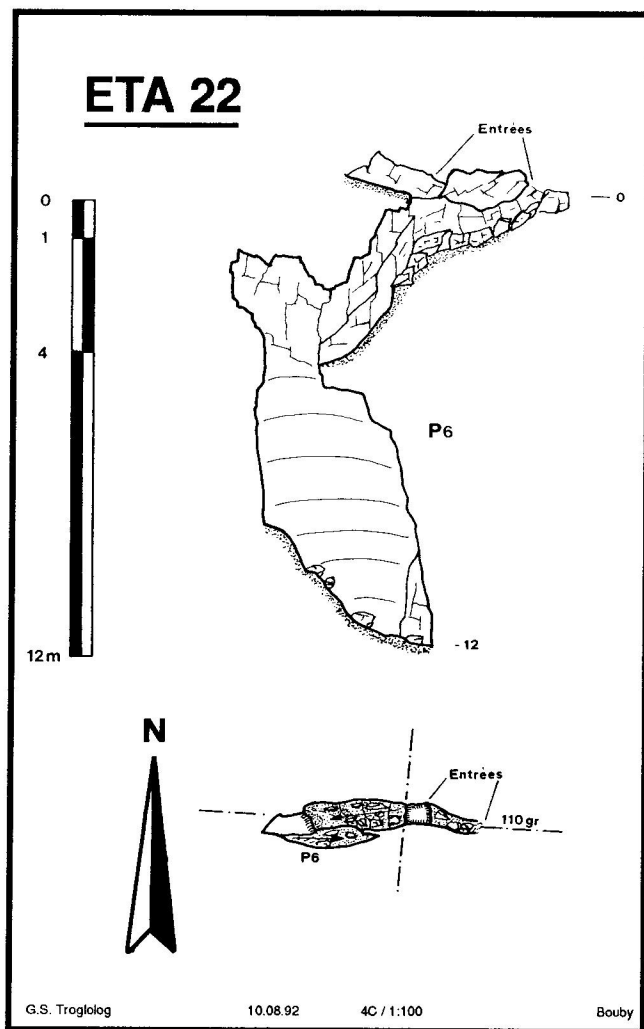 ETA 22
Entrées
0
0
1
4
P6
12m
- 12
N
Entrées
110 gr
P6
G.S. Troglolog 10.08.92 4C / 1:100 Bouby